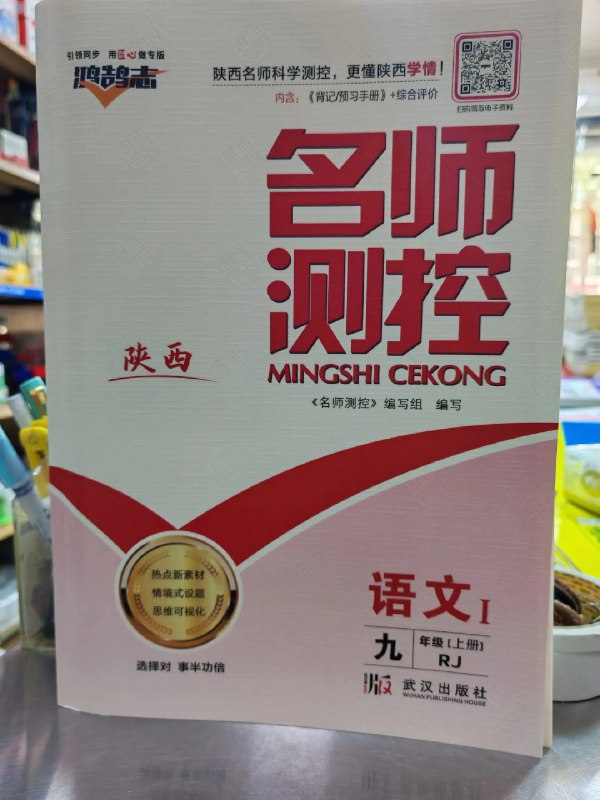 引领同步 用匠心做专版
鸿鹄志
陕西名师科学测控，更懂陕西学情！
内含：《背记/预习手册》+综合评价
扫码领取电子资料
名师
测控
MINGSHI CEKONG
《名师测控》编写组 编写
陕西
热点新素材
情境式设题
思维可视化
选择对 事半功倍
语文 I
九 年级[上册]
RJ
武汉出版社
WUHAN PUBLISHING HOUSE